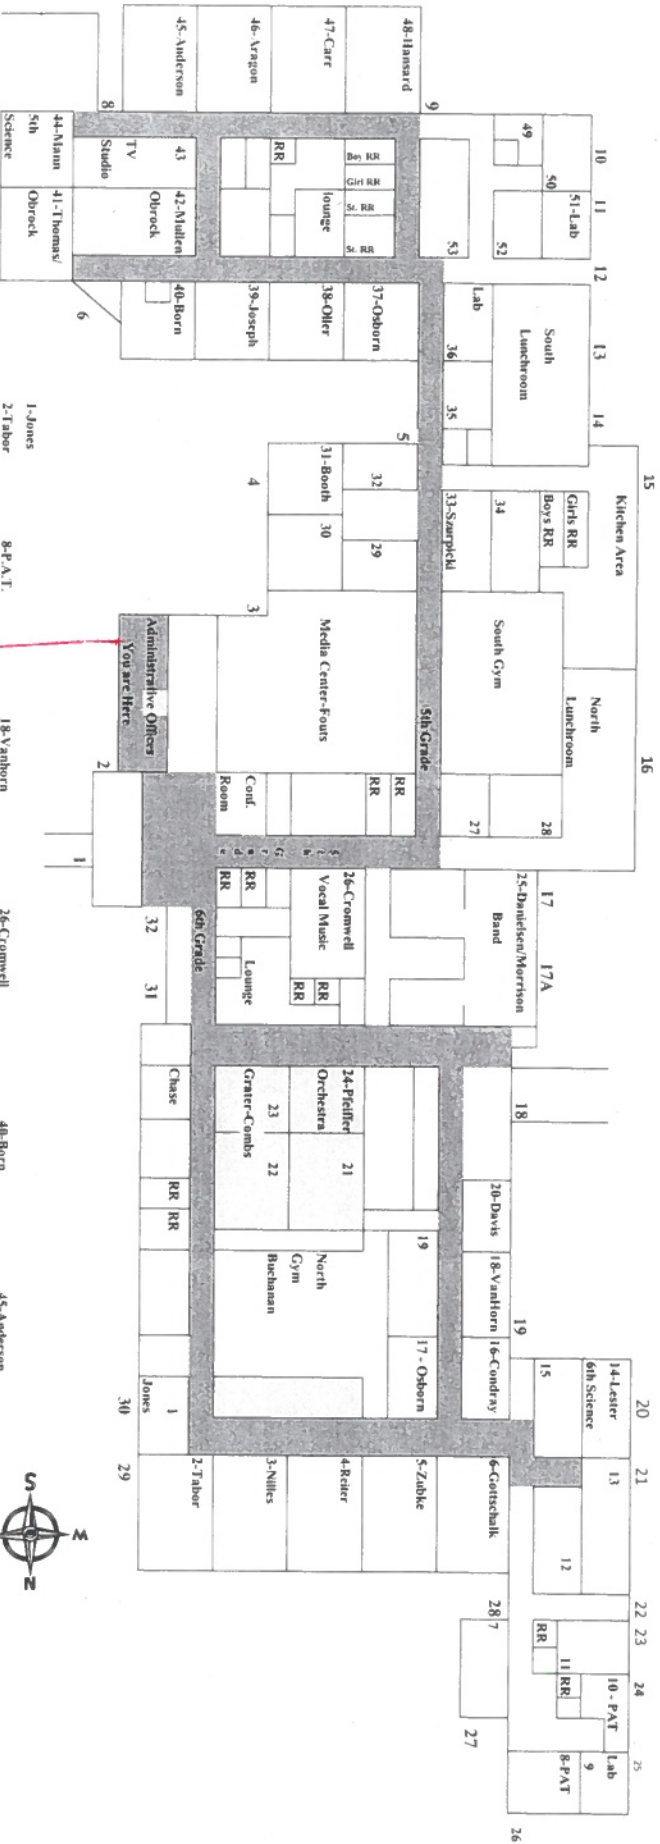 48-Hansard
47-Carr
46-Aragon
45-Anderson
9
8
10
11
12
13
14
15
16
17
17A
18
19
20
21
22
23
24
25
26
27
28
29
30
31
32
1
2
3
4
5
6
49
50
51-Lab
52
53
Boy RR
Girl RR
St. RR
St. RR
RR
lounge
43
TV
Studio
42-Mullen
Obrock
44-Mann
5th
Science
41-Thomas/
Obrock
37-Osborn
38-Oller
39-Joseph
40-Born
South
Lunchroom
Lab
36
35
Kitchen Area
Girls RR
Boys RR
34
33-Szurpicki
32
31-Booth
30
29
South Gym
North
Lunchroom
28
27
5th Grade
Media Center-Fouts
Administrative Offices
You are Here
RR
RR
Conf.
Room
5th Grade
25-Danielsen/Morrison
Band
26-Cromwell
Vocal Music
RR
RR
RR
RR
Lounge
6th Grade
24-Pfeiffer
Orchestra
21
23
22
Grater-Combs
Chase
RR
RR
20-Davis
18-VanHorn
16-Condray
19
17 - Osborn
North
Gym
Buchanan
1
Jones
14-Lester
6th Science
15
13
12
6-Gottschalk
5-Zubke
4-Reiter
3-Nilles
2-Tabor
7
RR
11 RR
10 - PAT
Lab
9
8-PAT
1-Jones
2-Tabor
8-P.A.T.
18-Vanhorn
26-Cromwell
40-Born
45-Anderson
S
W
N